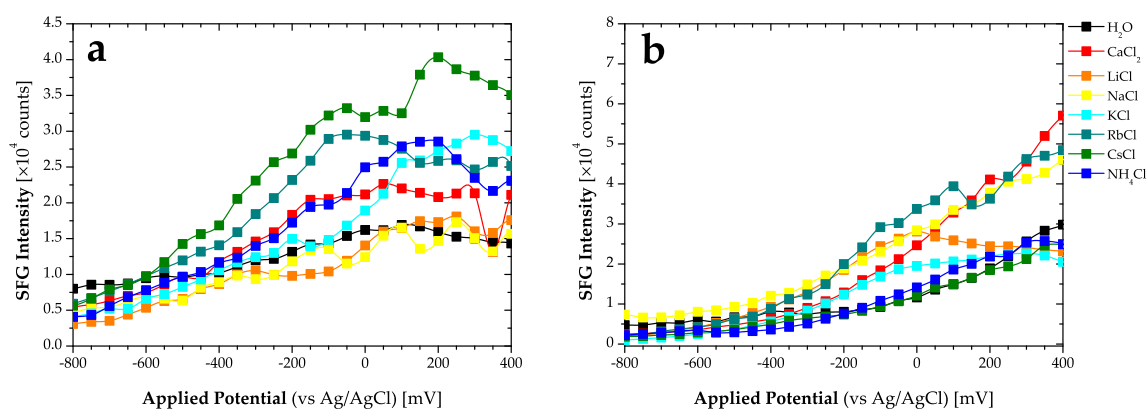 a
SFG Intensity [×10⁴ counts]
4.5
4.0
3.5
3.0
2.5
2.0
1.5
1.0
0.5
0.0
-800
-600
-400
-200
0
200
400
Applied Potential (vs Ag/AgCl) [mV]
b
SFG Intensity [×10⁴ counts]
8
7
6
5
4
3
2
1
0
-800
-600
-400
-200
0
200
400
Applied Potential (vs Ag/AgCl) [mV]
H₂O
CaCl₂
LiCl
NaCl
KCl
RbCl
CsCl
NH₄Cl